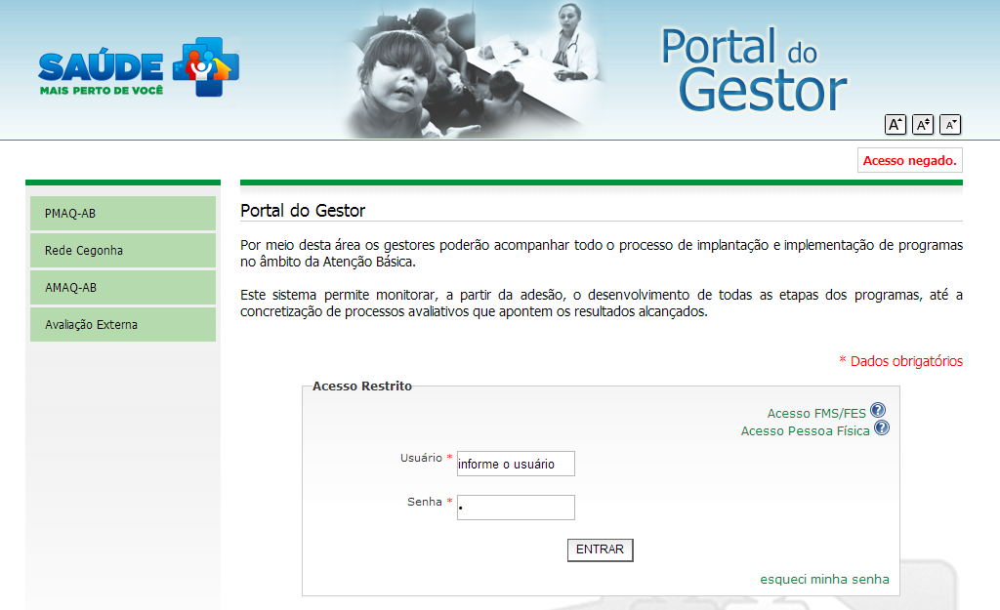 SAÚDE
MAIS PERTO DE VOCÊ
Portal do
Gestor
A A A
Acesso negado.
PMAQ-AB
Rede Cegonha
AMAQ-AB
Avaliação Externa
Portal do Gestor
Por meio desta área os gestores poderão acompanhar todo o processo de implantação e implementação de programas
no âmbito da Atenção Básica.
Este sistema permite monitorar, a partir da adesão, o desenvolvimento de todas as etapas dos programas, até a
concretização de processos avaliativos que apontem os resultados alcançados.
* Dados obrigatórios
Acesso Restrito
Acesso FMS/FES ?
Acesso Pessoa Física ?
Usuário * informe o usuário
Senha * •
ENTRAR
esqueci minha senha